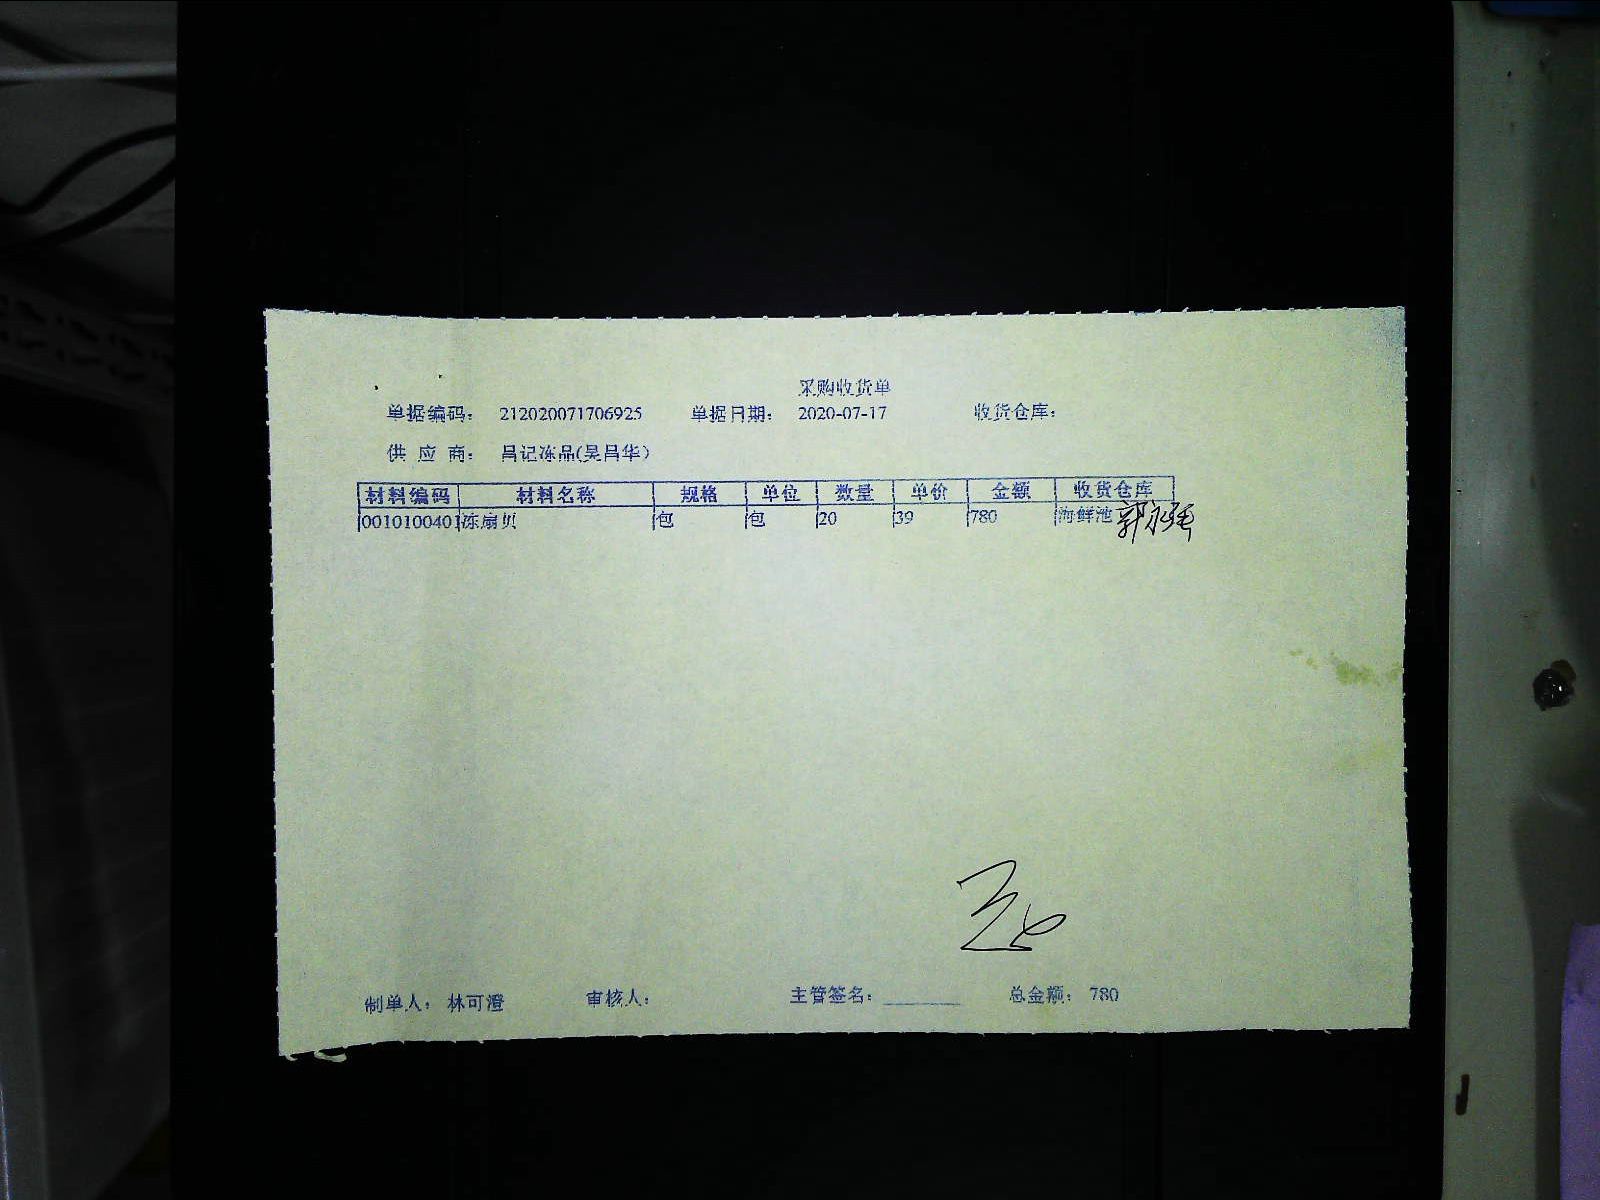 采购收货单
单据编码： 212020071706925 单据日期： 2020-07-17 收货仓库：
供 应 商： 吕记冻品(吴吕华)
材料编码 材料名称 规格 单位 数量 单价 金额 收货仓库
0010100401 冻扇贝 包 包 20 39 780 海鲜池 郭永强
制单人： 林可澄 审核人： 主管签名： 总金额： 780